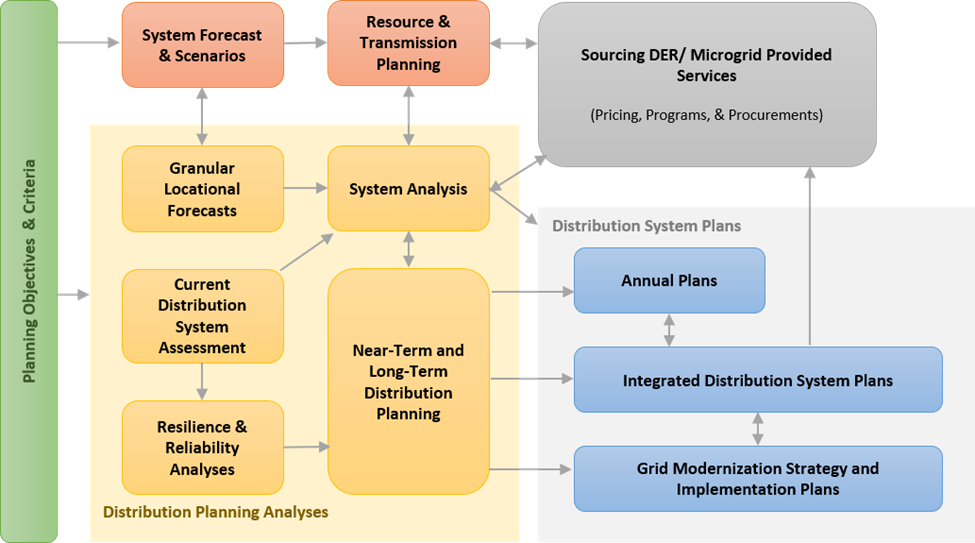 Planning Objectives & Criteria
System Forecast
& Scenarios
Resource &
Transmission
Planning
Sourcing DER/ Microgrid Provided
Services
(Pricing, Programs, & Procurements)
Granular
Locational
Forecasts
System Analysis
Current
Distribution
System
Assessment
Near-Term and
Long-Term
Distribution
Planning
Resilience &
Reliability
Analyses
Distribution Planning Analyses
Distribution System Plans
Annual Plans
Integrated Distribution System Plans
Grid Modernization Strategy and
Implementation Plans